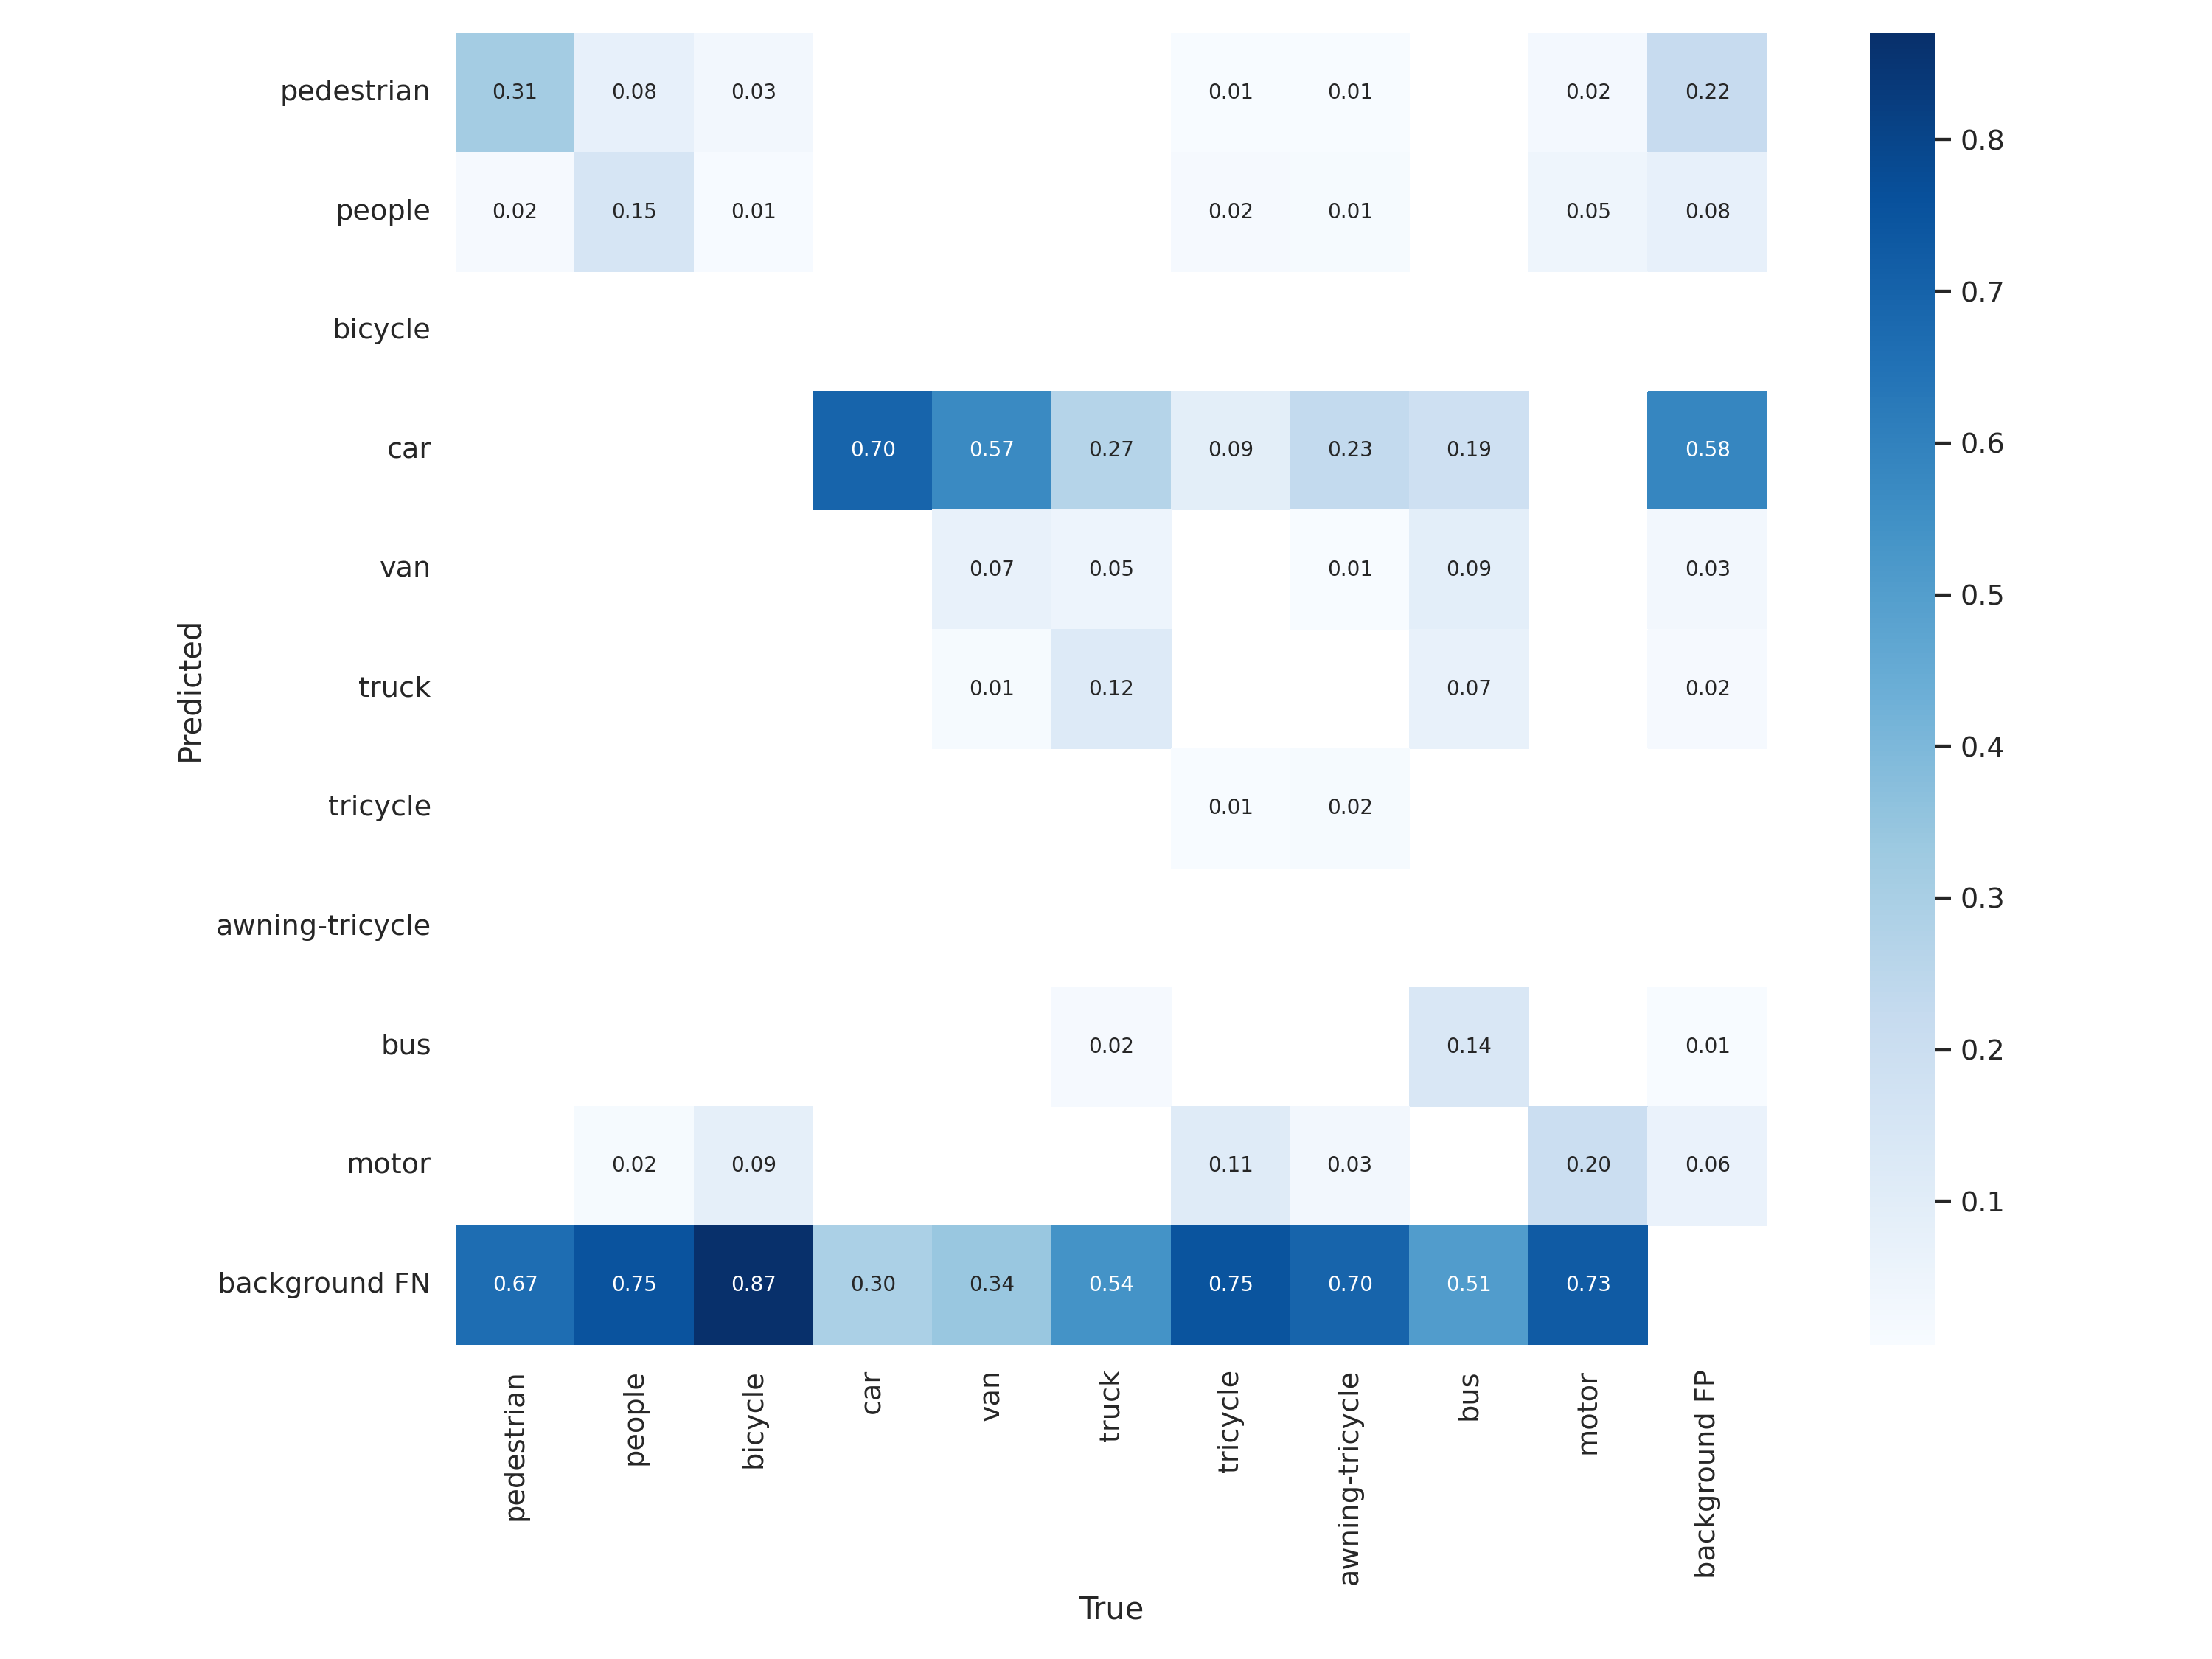 pedestrian 0.31 0.08 0.03 0.01 0.01 0.02 0.22
people 0.02 0.15 0.01 0.02 0.01 0.05 0.08
bicycle
car 0.70 0.57 0.27 0.09 0.23 0.19 0.58
van 0.07 0.05 0.01 0.09 0.03
truck 0.01 0.12 0.07 0.02
tricycle 0.01 0.02
awning-tricycle
bus 0.02 0.14 0.01
motor 0.02 0.09 0.11 0.03 0.20 0.06
background FN 0.67 0.75 0.87 0.30 0.34 0.54 0.75 0.70 0.51 0.73
Predicted
pedestrian
people
bicycle
car
van
truck
tricycle
awning-tricycle
bus
motor
background FP
True
0.8
0.7
0.6
0.5
0.4
0.3
0.2
0.1